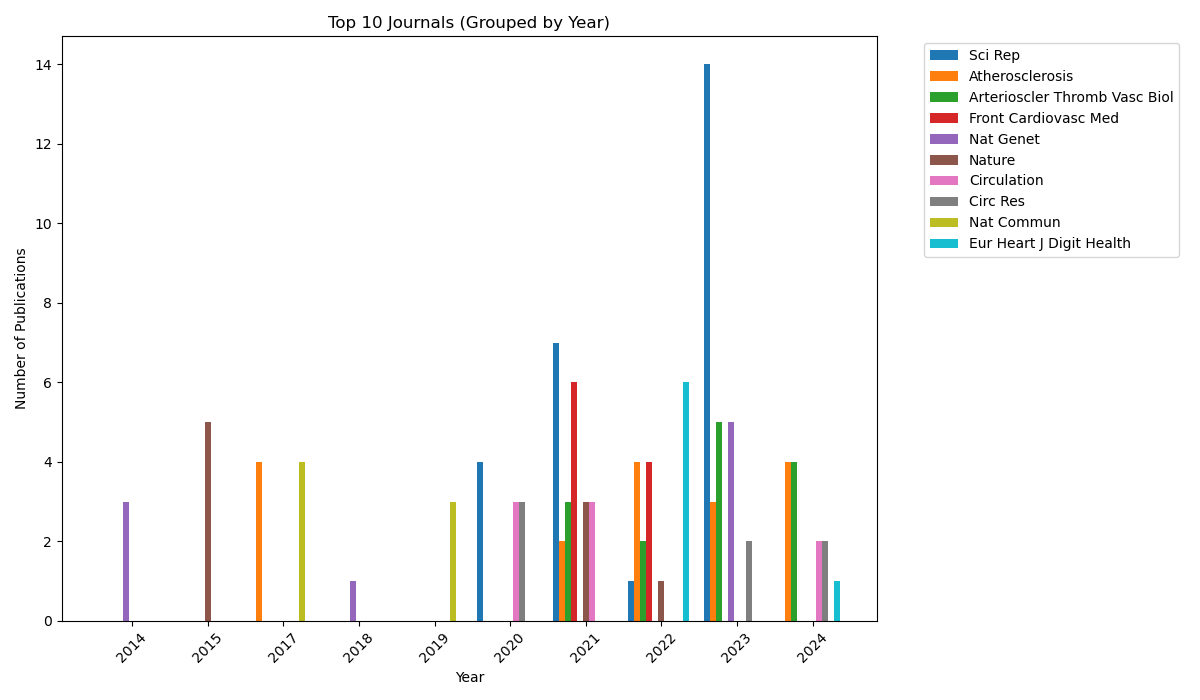 Top 10 Journals (Grouped by Year)
Number of Publications
14
12
10
8
6
4
2
0
2014
2015
2017
2018
2019
2020
2021
2022
2023
2024
Year
Sci Rep
Atherosclerosis
Arterioscler Thromb Vasc Biol
Front Cardiovasc Med
Nat Genet
Nature
Circulation
Circ Res
Nat Commun
Eur Heart J Digit Health